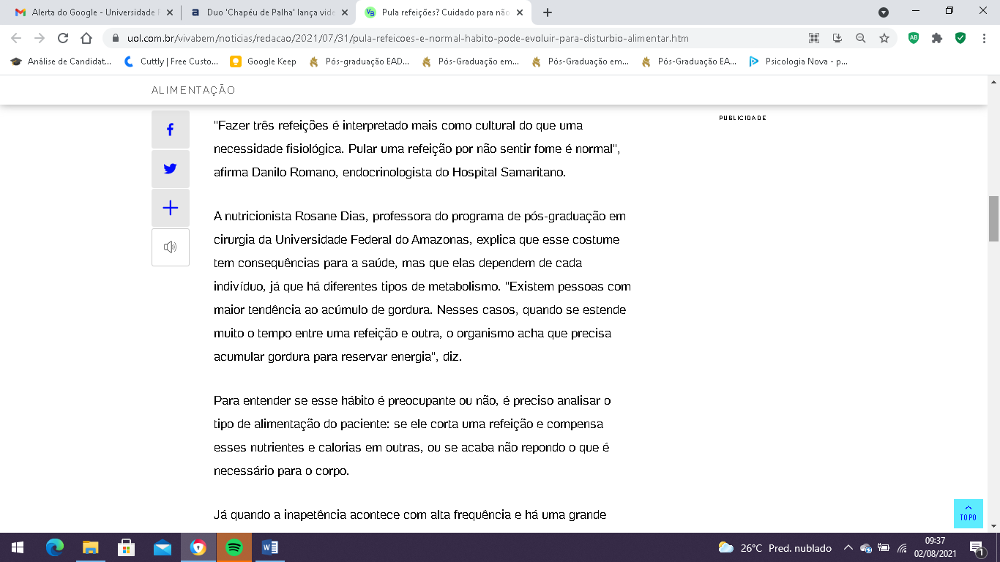 Alerta do Google - Universidade F
Duo 'Chapéu de Palha' lança vid
Pula refeições? Cuidado para não
uol.com.br/vivabem/noticias/redacao/2021/07/31/pula-refeicoes-e-normal-habito-pode-evoluir-para-disturbio-alimentar.htm
Análise de Candidat...
Cuttly | Free Custo...
Google Keep
Pós-graduação EAD...
Pós-Graduação em...
Pós-Graduação em...
Pós-Graduação EA...
Psicologia Nova - p...
ALIMENTAÇÃO
PUBLICIDADE
"Fazer três refeições é interpretado mais como cultural do que uma
necessidade fisiológica. Pular uma refeição por não sentir fome é normal",
afirma Danilo Romano, endocrinologista do Hospital Samaritano.
A nutricionista Rosane Dias, professora do programa de pós-graduação em
cirurgia da Universidade Federal do Amazonas, explica que esse costume
tem consequências para a saúde, mas que elas dependem de cada
indivíduo, já que há diferentes tipos de metabolismo. "Existem pessoas com
maior tendência ao acúmulo de gordura. Nesses casos, quando se estende
muito o tempo entre uma refeição e outra, o organismo acha que precisa
acumular gordura para reservar energia", diz.
Para entender se esse hábito é preocupante ou não, é preciso analisar o
tipo de alimentação do paciente: se ele corta uma refeição e compensa
esses nutrientes e calorias em outras, ou se acaba não repondo o que é
necessário para o corpo.
Já quando a inapetência acontece com alta frequência e há uma grande
TOPO
26°C Pred. nublado
09:37
02/08/2021
1